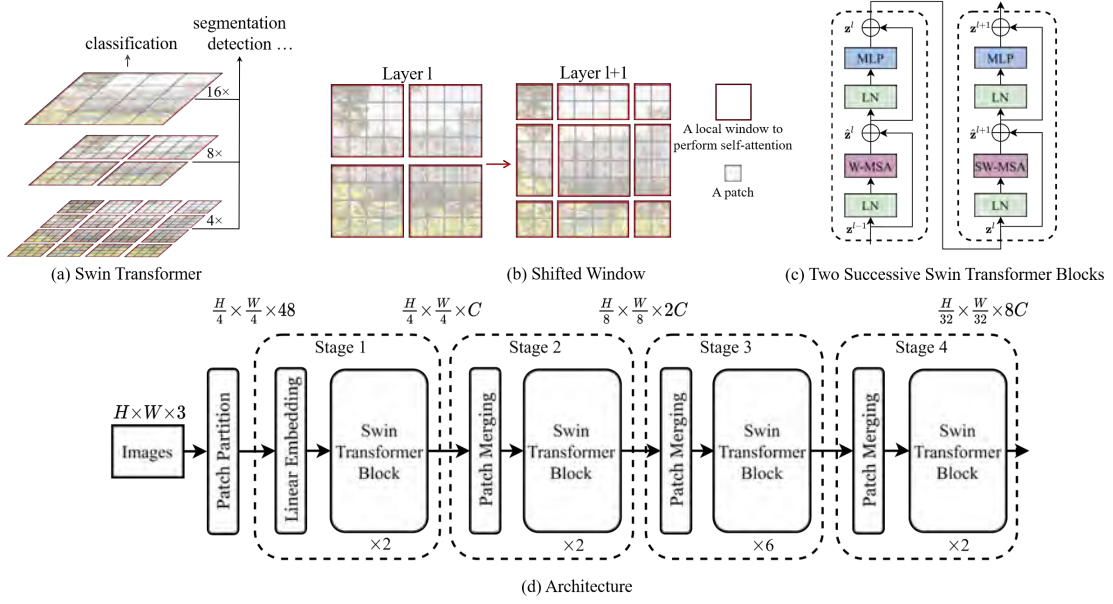 segmentation
classification
detection ...
16×
8×
4×
(a) Swin Transformer
Layer l
Layer l+1
A local window to
perform self-attention
A patch
(b) Shifted Window
z^l
MLP
LN
ẑ^l
W-MSA
LN
z^{l-1}
z^{l+1}
MLP
LN
ẑ^{l+1}
SW-MSA
LN
z^l
(c) Two Successive Swin Transformer Blocks
H/4 × W/4 × 48
H/4 × W/4 × C
H/8 × W/8 × 2C
H/32 × W/32 × 8C
Stage 1
Stage 2
Stage 3
Stage 4
H×W×3
Images
Patch Partition
Linear Embedding
Swin
Transformer
Block
×2
Patch Merging
Swin
Transformer
Block
×2
Patch Merging
Swin
Transformer
Block
×6
Patch Merging
Swin
Transformer
Block
×2
(d) Architecture